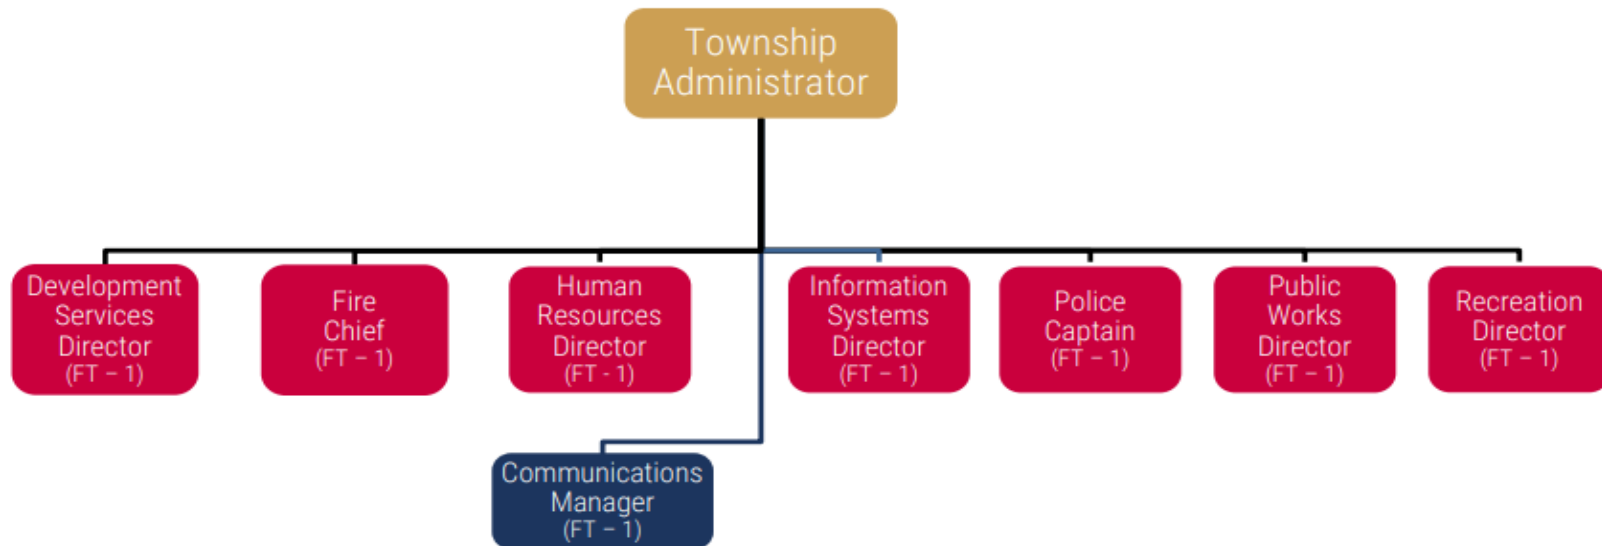 Township
Administrator
Development
Services
Director
(FT – 1)
Fire
Chief
(FT – 1)
Human
Resources
Director
(FT - 1)
Information
Systems
Director
(FT – 1)
Police
Captain
(FT – 1)
Public
Works
Director
(FT – 1)
Recreation
Director
(FT – 1)
Communications
Manager
(FT – 1)